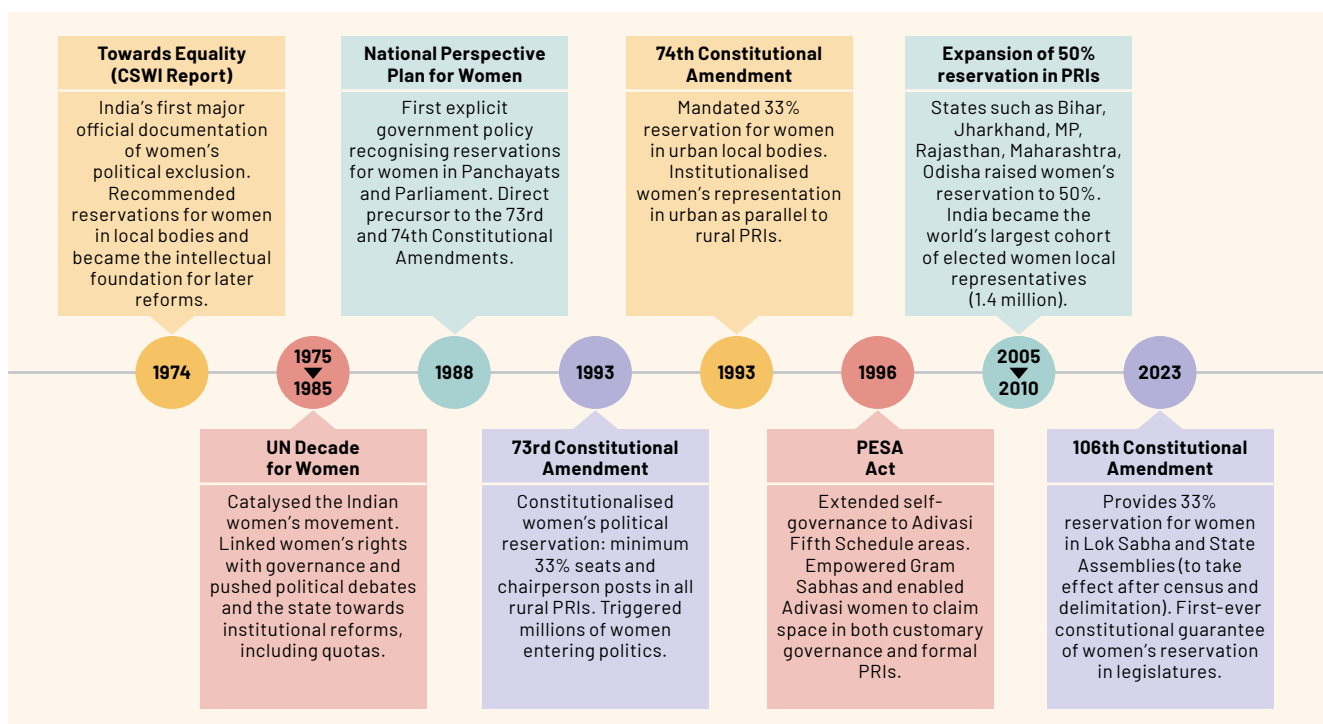 Towards Equality
(CSWI Report)
India's first major
official documentation
of women's
political exclusion.
Recommended
reservations for women
in local bodies and
became the intellectual
foundation for later
reforms.
National Perspective
Plan for Women
First explicit
government policy
recognising reservations
for women in Panchayats
and Parliament. Direct
precursor to the 73rd
and 74th Constitutional
Amendments.
74th Constitutional
Amendment
Mandated 33%
reservation for women
in urban local bodies.
Institutionalised
women's representation
in urban as parallel to
rural PRIs.
Expansion of 50%
reservation in PRIs
States such as Bihar,
Jharkhand, MP,
Rajasthan, Maharashtra,
Odisha raised women's
reservation to 50%.
India became the
world's largest cohort
of elected women local
representatives
(1.4 million).
1974
1975
1985
1988
1993
1993
1996
2005
2010
2023
UN Decade
for Women
Catalysed the Indian
women's movement.
Linked women's rights
with governance and
pushed political debates
and the state towards
institutional reforms,
including quotas.
73rd Constitutional
Amendment
Constitutionalised
women's political
reservation: minimum
33% seats and
chairperson posts in all
rural PRIs. Triggered
millions of women
entering politics.
PESA
Act
Extended self-
governance to Adivasi
Fifth Schedule areas.
Empowered Gram
Sabhas and enabled
Adivasi women to claim
space in both customary
governance and formal
PRIs.
106th Constitutional
Amendment
Provides 33%
reservation for women
in Lok Sabha and State
Assemblies (to take
effect after census and
delimitation). First-ever
constitutional guarantee
of women's reservation
in legislatures.